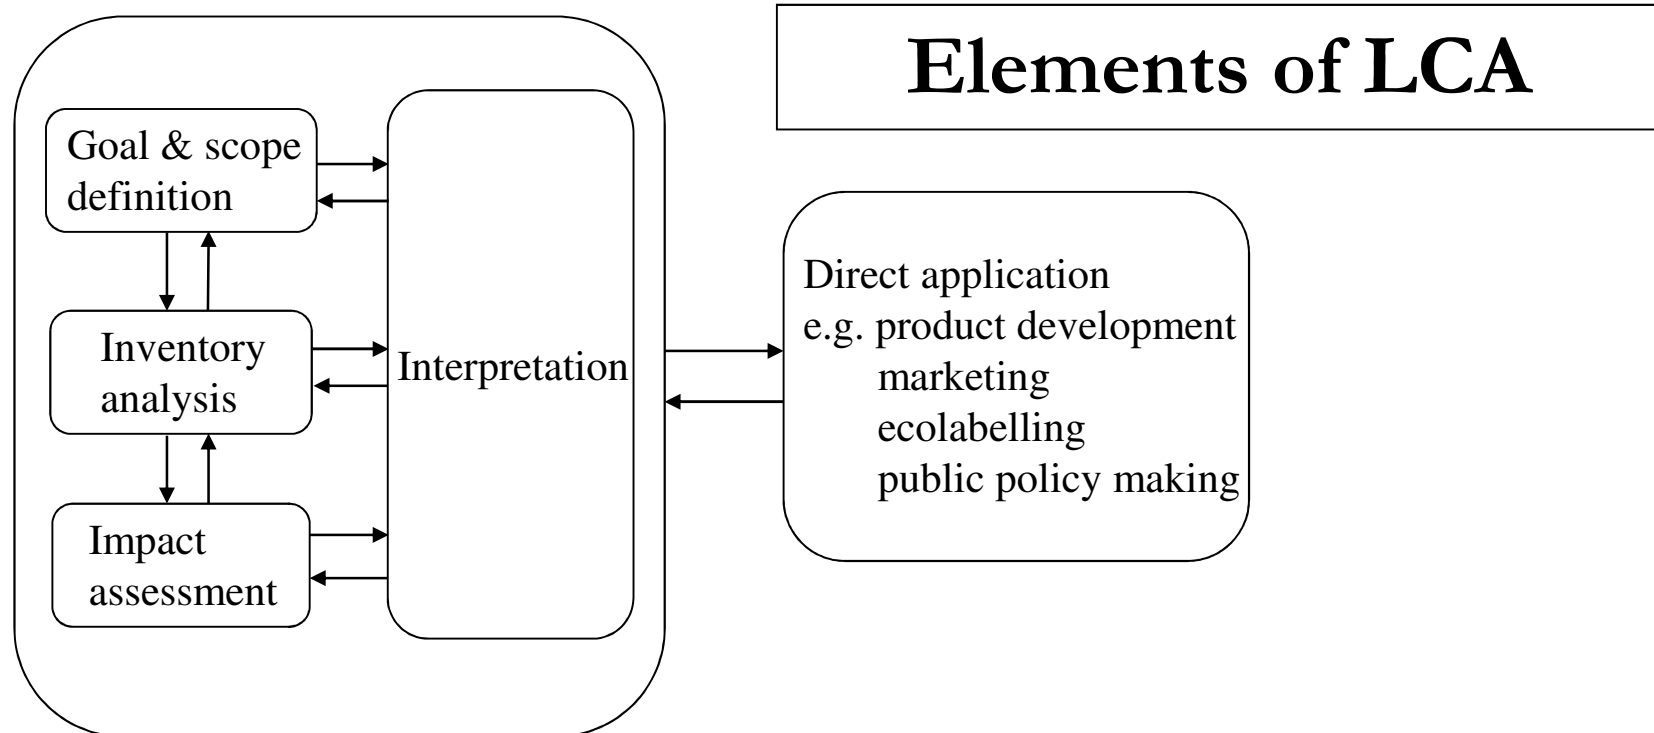 Elements of LCA
Goal & scope
definition
Inventory
analysis
Impact
assessment
Interpretation
Direct application
e.g. product development
marketing
ecolabelling
public policy making